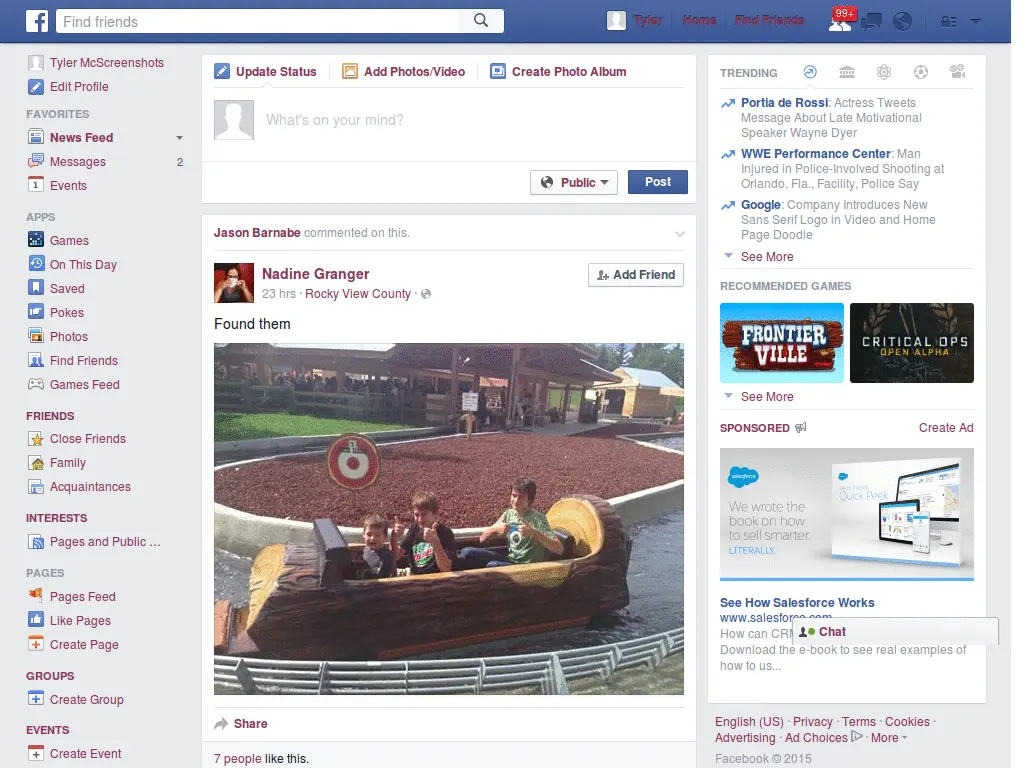 f
Find friends
Tyler
Home
Find Friends
99+
Tyler McScreenshots
Edit Profile
FAVORITES
News Feed
Messages 2
1 Events
APPS
Games
On This Day
Saved
Pokes
Photos
Find Friends
Games Feed
FRIENDS
Close Friends
Family
Acquaintances
INTERESTS
Pages and Public ...
PAGES
Pages Feed
Like Pages
Create Page
GROUPS
Create Group
EVENTS
Create Event
Update Status
Add Photos/Video
Create Photo Album
What's on your mind?
Public
Post
Jason Barnabe commented on this.
Nadine Granger
Add Friend
23 hrs · Rocky View County ·
Found them
Share
7 people like this.
TRENDING
Portia de Rossi: Actress Tweets
Message About Late Motivational
Speaker Wayne Dyer
WWE Performance Center: Man
Injured in Police-Involved Shooting at
Orlando, Fla., Facility, Police Say
Google: Company Introduces New
Sans Serif Logo in Video and Home
Page Doodle
See More
RECOMMENDED GAMES
FRONTIER
VILLE
CRITICAL OPS
OPEN ALPHA
See More
SPONSORED
Create Ad
salesforce
We wrote the
book on how
to sell smarter.
LITERALLY.
SALES CLOUD
Quick Peek
See How Salesforce Works
www.salesforce.com
How can CRM
Chat
Download the e-book to see real examples of
how to us...
English (US) · Privacy · Terms · Cookies ·
Advertising · Ad Choices · More
Facebook © 2015